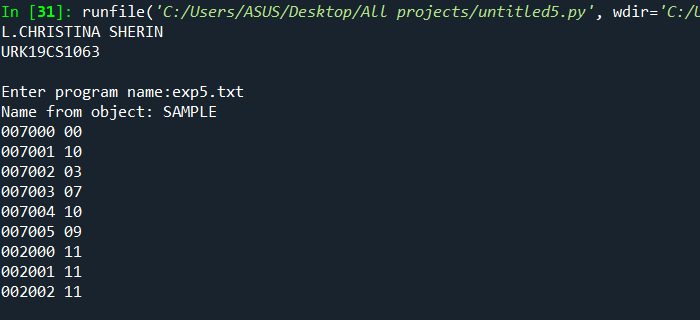 In [31]: runfile('C:/Users/ASUS/Desktop/All projects/untitled5.py', wdir='C:/
L.CHRISTINA SHERIN
URK19CS1063
Enter program name:exp5.txt
Name from object: SAMPLE
007000 00
007001 10
007002 03
007003 07
007004 10
007005 09
002000 11
002001 11
002002 11